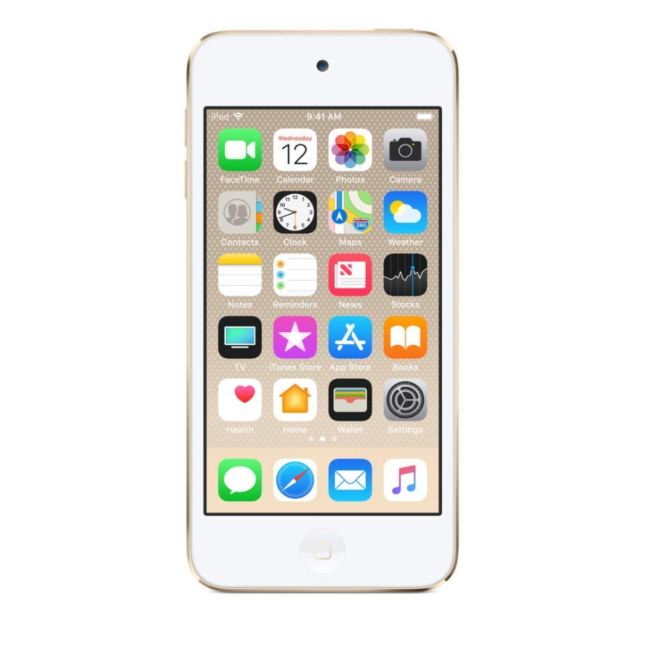 iPod 9:41 AM
Wednesday
12
FaceTime Calendar Photos Camera
Contacts Clock Maps Weather
280
Notes Reminders News Stocks
TV iTunes Store App Store Books
Health Home Wallet Settings